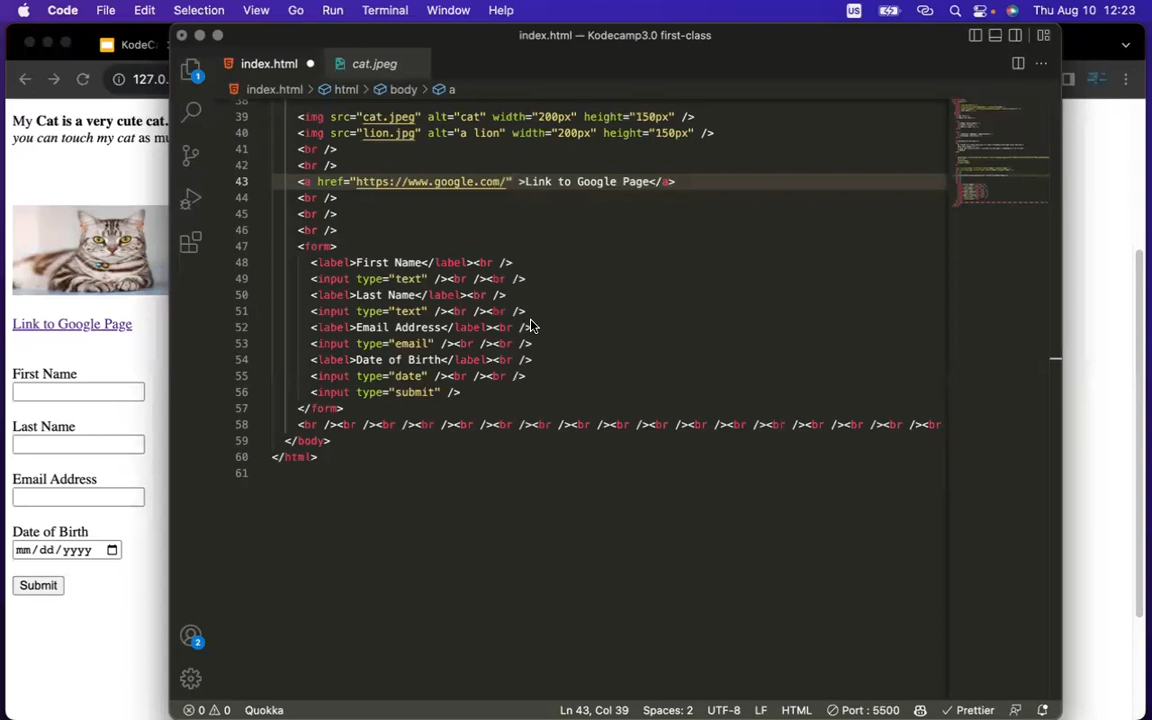 Code File Edit Selection View Go Run Terminal Window Help US Thu Aug 10 12:23
KodeCa
127.0.
index.html — Kodecamp3.0 first-class
index.html cat.jpeg
index.html > html > body > a
1
38
39 <img src="cat.jpeg" alt="cat" width="200px" height="150px" />
40 <img src="lion.jpg" alt="a lion" width="200px" height="150px" />
41 <br />
42 <br />
43 <a href="https://www.google.com/" >Link to Google Page</a>
44 <br />
45 <br />
46 <br />
47 <form>
48 <label>First Name</label><br />
49 <input type="text" /><br /><br />
50 <label>Last Name</label><br />
51 <input type="text" /><br /><br />
52 <label>Email Address</label><br />
53 <input type="email" /><br /><br />
54 <label>Date of Birth</label><br />
55 <input type="date" /><br /><br />
56 <input type="submit" />
57 </form>
58 <br /><br /><br /><br /><br /><br /><br /><br /><br /><br /><br /><br /><br /><br /><br /><br /><br
59 </body>
60 </html>
61
My Cat is a very cute cat.
you can touch my cat as mu
Link to Google Page
First Name
Last Name
Email Address
Date of Birth
mm/dd/yyyy
Submit
2
0 0 Quokka Ln 43, Col 39 Spaces: 2 UTF-8 LF HTML Port : 5500 Prettier